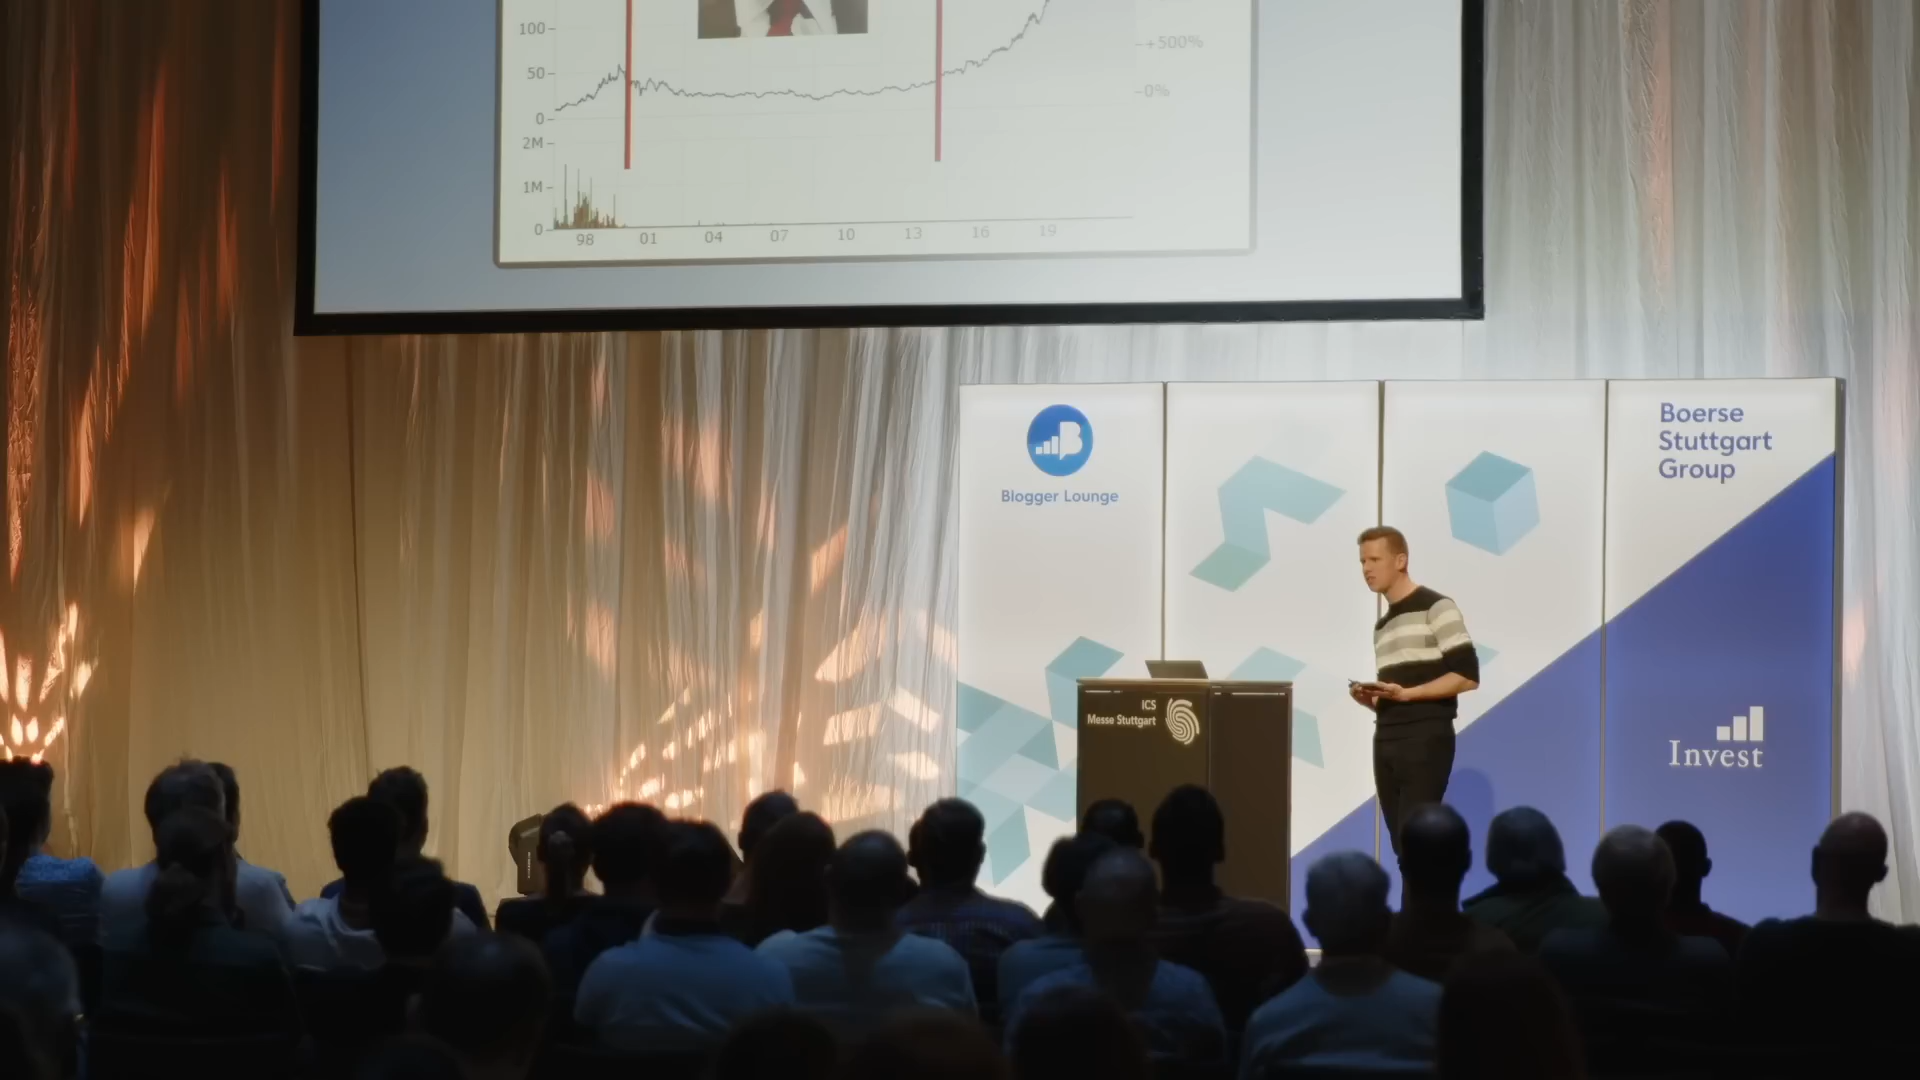 100
50
0
2M
1M
0
98 01 04 07 10 13 16 19
+500%
0%
Blogger Lounge
Boerse
Stuttgart
Group
ICS
Messe Stuttgart
Invest